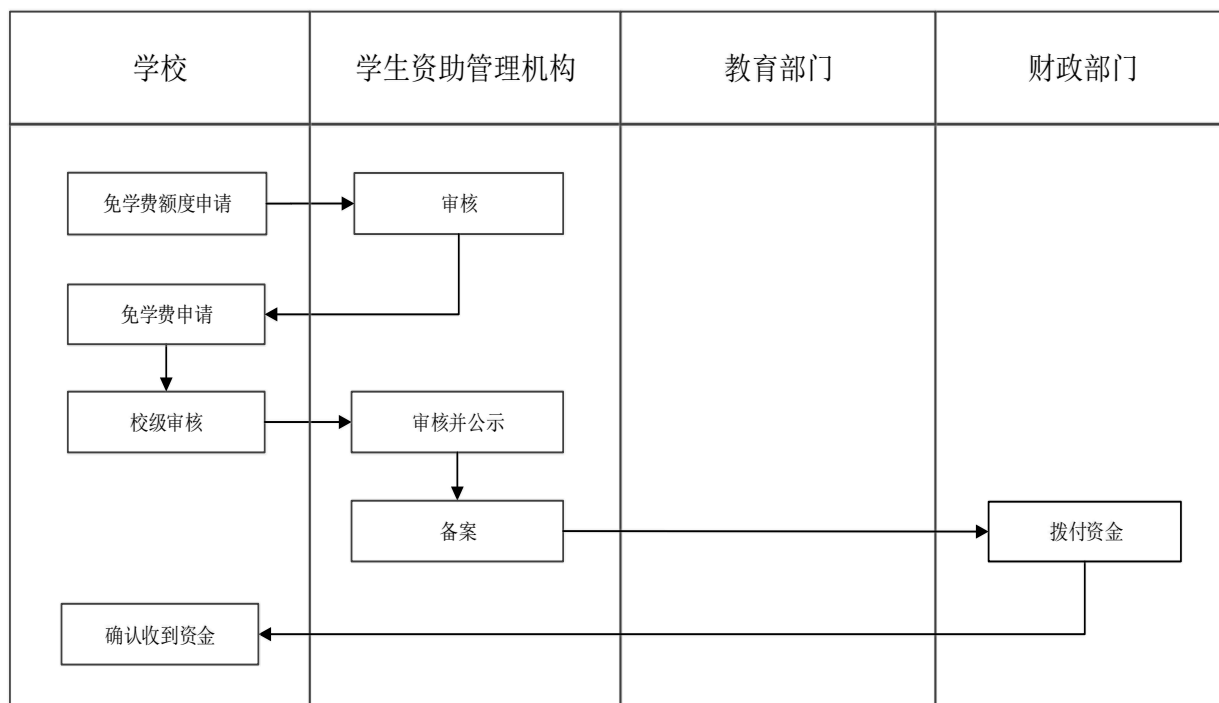 学校
学生资助管理机构
教育部门
财政部门
免学费额度申请
审核
免学费申请
校级审核
审核并公示
备案
拨付资金
确认收到资金